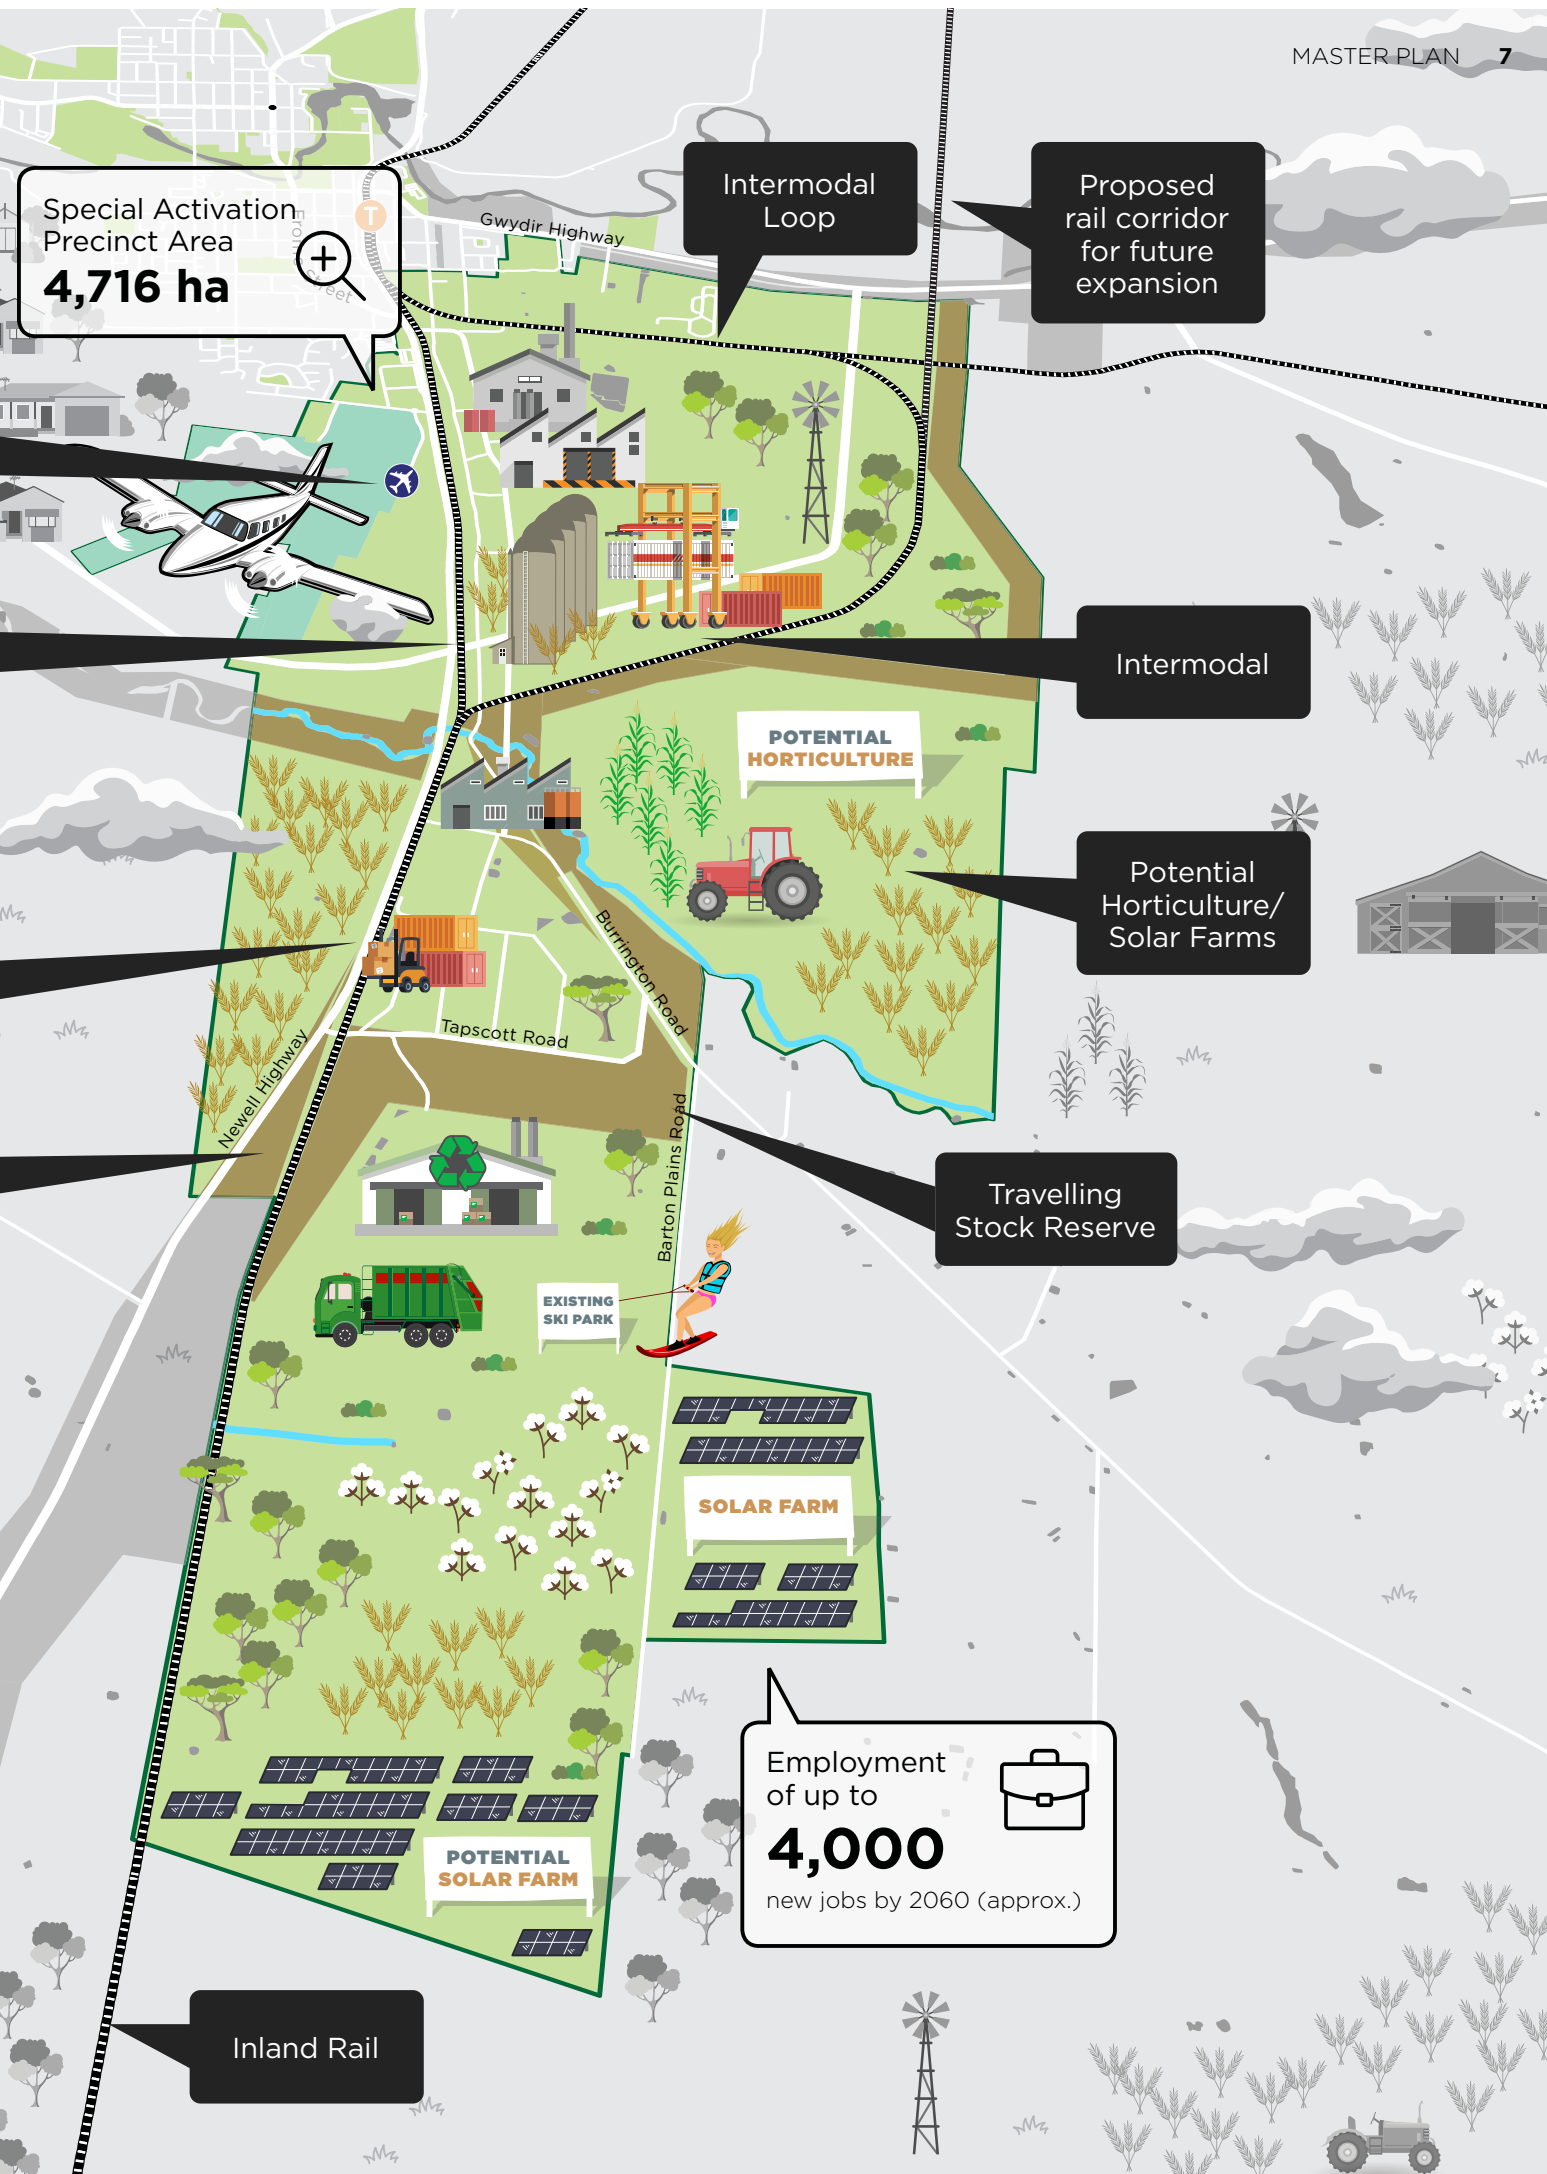 MASTER PLAN 7
Special Activation
Precinct Area
4,716 ha
T
Gwydir Highway
Intermodal
Loop
Proposed
rail corridor
for future
expansion
Intermodal
POTENTIAL
HORTICULTURE
Potential
Horticulture/
Solar Farms
Burrington Road
Tapscott Road
Newell Highway
Barton Plains Road
Travelling
Stock Reserve
EXISTING
SKI PARK
SOLAR FARM
Employment
of up to
4,000
new jobs by 2060 (approx.)
POTENTIAL
SOLAR FARM
Inland Rail